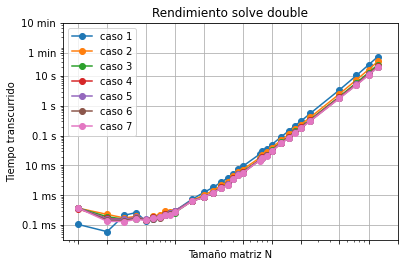 Rendimiento solve double
10 min
1 min
10 s
1 s
0.1 s
10 ms
1 ms
0.1 ms
Tiempo transcurrido
caso 1
caso 2
caso 3
caso 4
caso 5
caso 6
caso 7
Tamaño matriz N